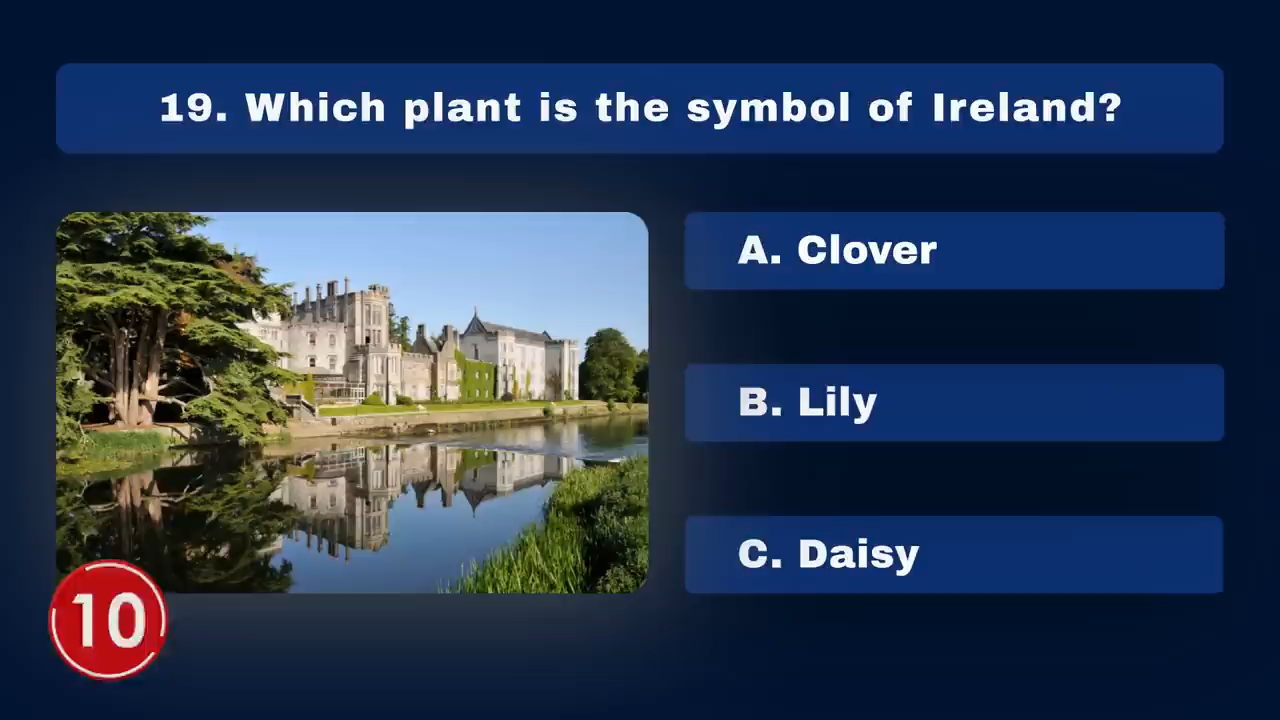 19. Which plant is the symbol of Ireland?
A. Clover
B. Lily
C. Daisy
10